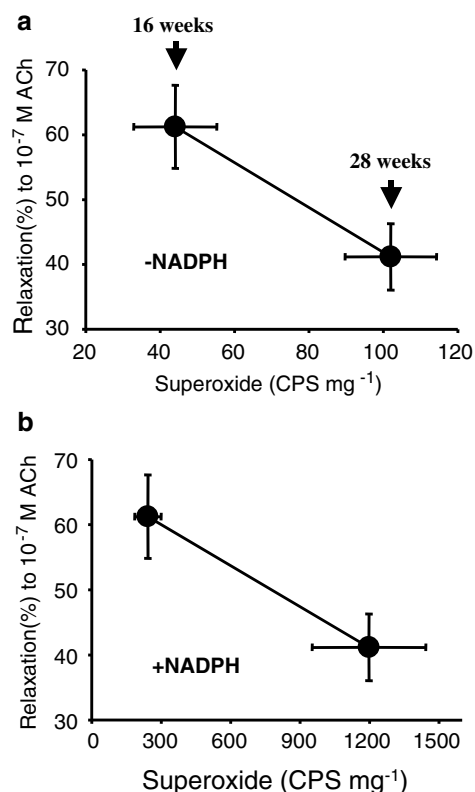 a
16 weeks
28 weeks
Relaxation(%) to 10⁻⁷ M ACh
70
60
50
40
30
-NADPH
20 40 60 80 100 120
Superoxide (CPS mg ⁻¹)
b
Relaxation(%) to 10⁻⁷ M ACh
70
60
50
40
30
+NADPH
0 300 600 900 1200 1500
Superoxide (CPS mg⁻¹)